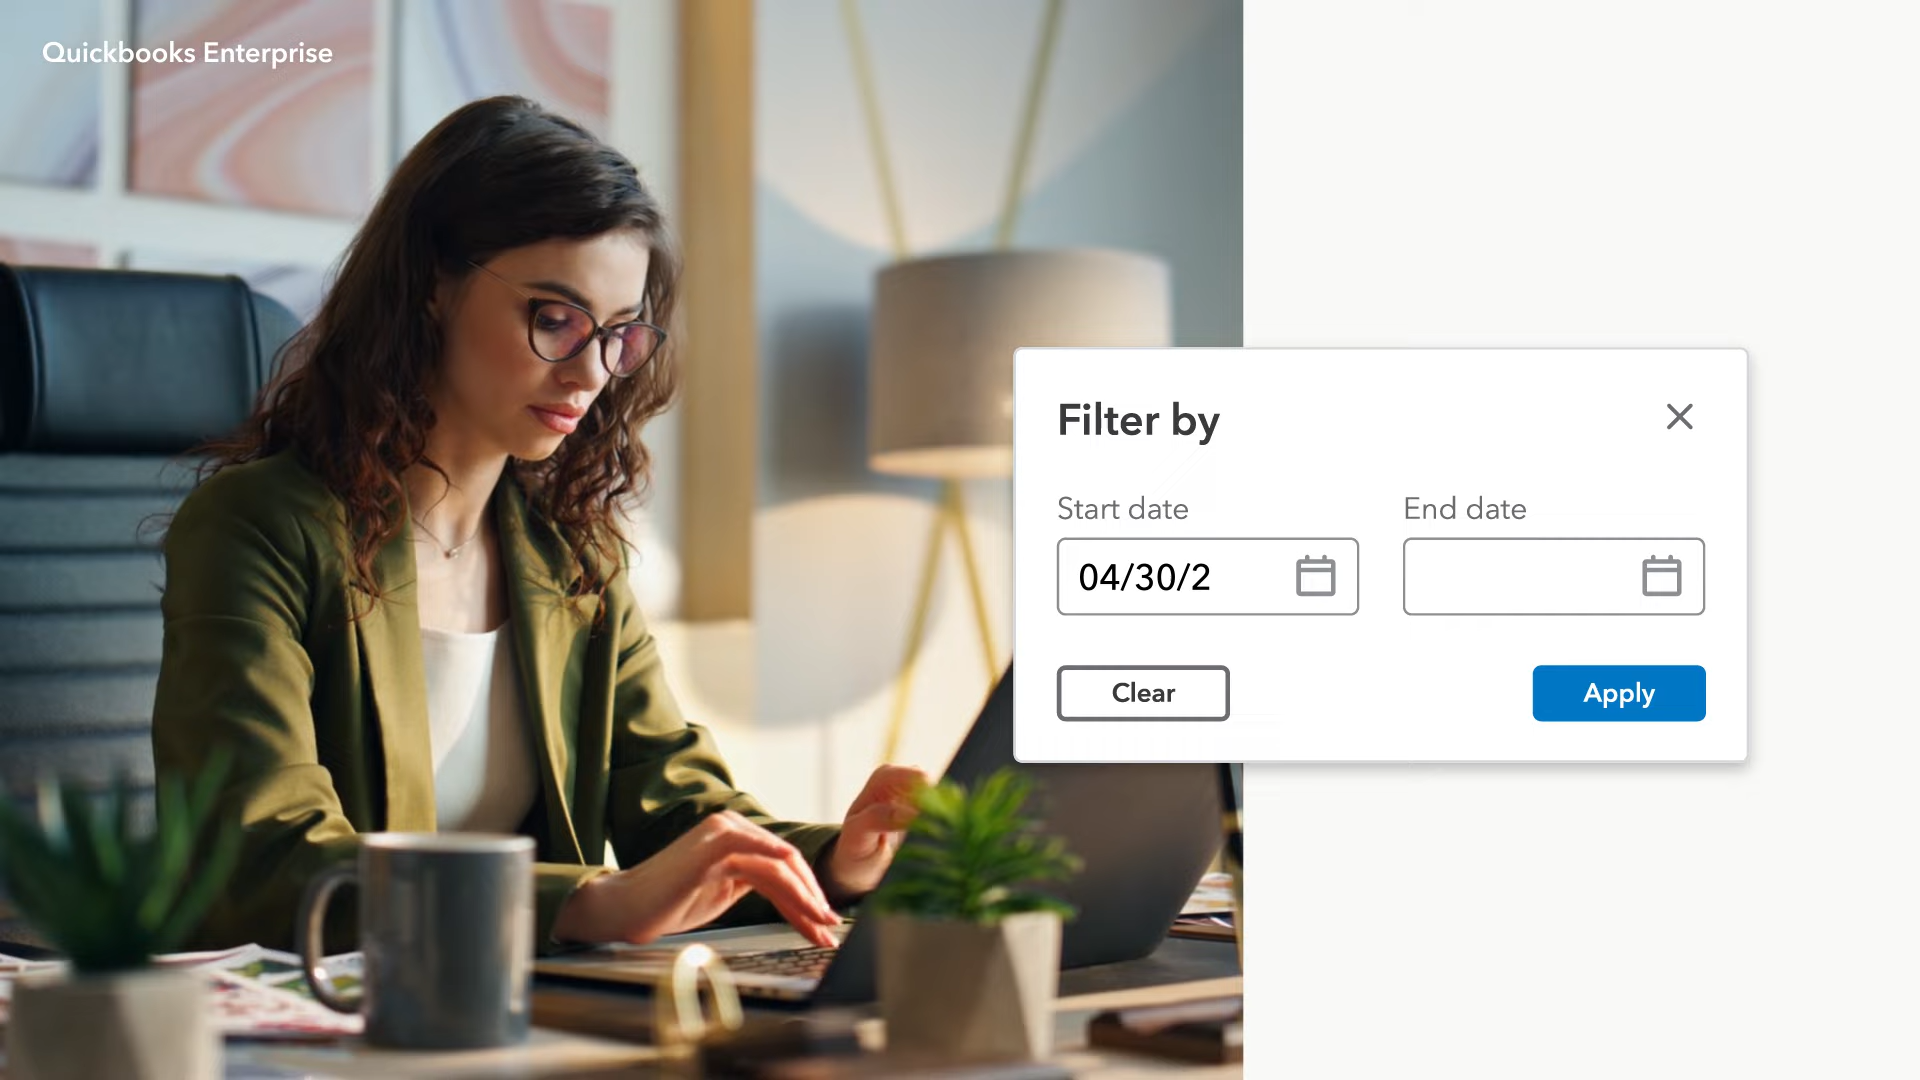 Quickbooks Enterprise
Filter by
Start date
End date
04/30/2
Clear
Apply